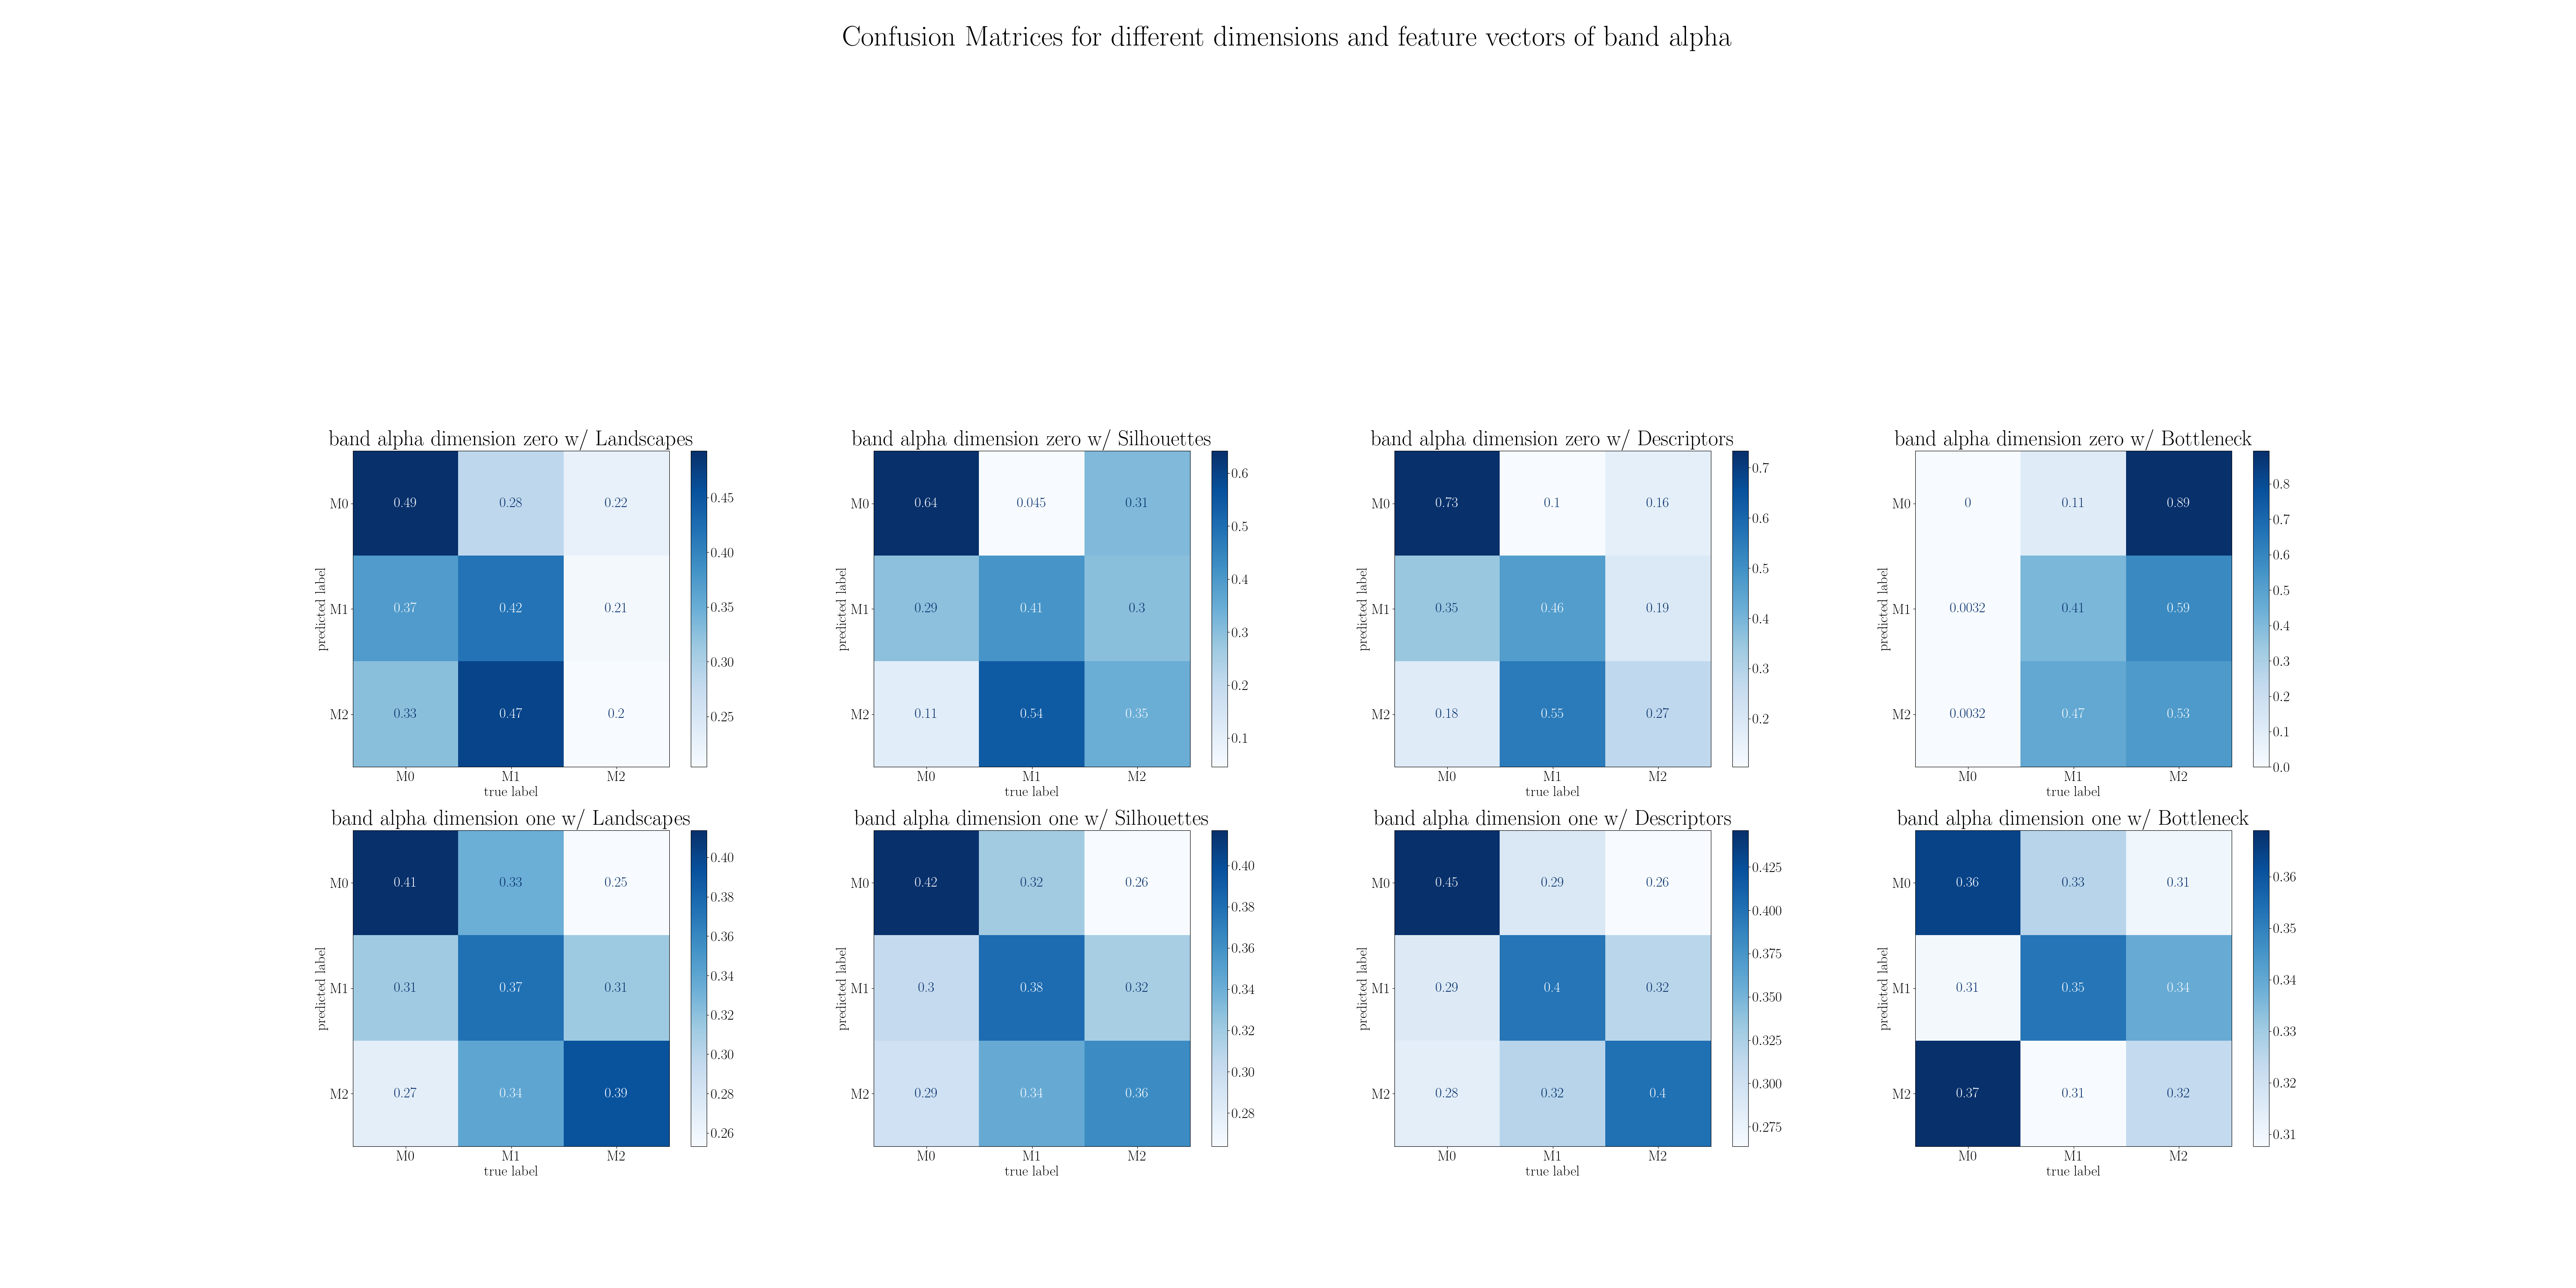 Confusion Matrices for different dimensions and feature vectors of band alpha
band alpha dimension zero w/ Landscapes
predicted label
M0 0.49 0.28 0.22
M1 0.37 0.42 0.21
M2 0.33 0.47 0.2
M0 M1 M2
true label
0.45
0.40
0.35
0.30
0.25
band alpha dimension zero w/ Silhouettes
predicted label
M0 0.64 0.045 0.31
M1 0.29 0.41 0.3
M2 0.11 0.54 0.35
M0 M1 M2
true label
0.6
0.5
0.4
0.3
0.2
0.1
band alpha dimension zero w/ Descriptors
predicted label
M0 0.73 0.1 0.16
M1 0.35 0.46 0.19
M2 0.18 0.55 0.27
M0 M1 M2
true label
0.7
0.6
0.5
0.4
0.3
0.2
band alpha dimension zero w/ Bottleneck
predicted label
M0 0 0.11 0.89
M1 0.0032 0.41 0.59
M2 0.0032 0.47 0.53
M0 M1 M2
true label
0.8
0.7
0.6
0.5
0.4
0.3
0.2
0.1
0.0
band alpha dimension one w/ Landscapes
predicted label
M0 0.41 0.33 0.25
M1 0.31 0.37 0.31
M2 0.27 0.34 0.39
M0 M1 M2
true label
0.40
0.38
0.36
0.34
0.32
0.30
0.28
0.26
band alpha dimension one w/ Silhouettes
predicted label
M0 0.42 0.32 0.26
M1 0.3 0.38 0.32
M2 0.29 0.34 0.36
M0 M1 M2
true label
0.40
0.38
0.36
0.34
0.32
0.30
0.28
band alpha dimension one w/ Descriptors
predicted label
M0 0.45 0.29 0.26
M1 0.29 0.4 0.32
M2 0.28 0.32 0.4
M0 M1 M2
true label
0.425
0.400
0.375
0.350
0.325
0.300
0.275
band alpha dimension one w/ Bottleneck
predicted label
M0 0.36 0.33 0.31
M1 0.31 0.35 0.34
M2 0.37 0.31 0.32
M0 M1 M2
true label
0.36
0.35
0.34
0.33
0.32
0.31